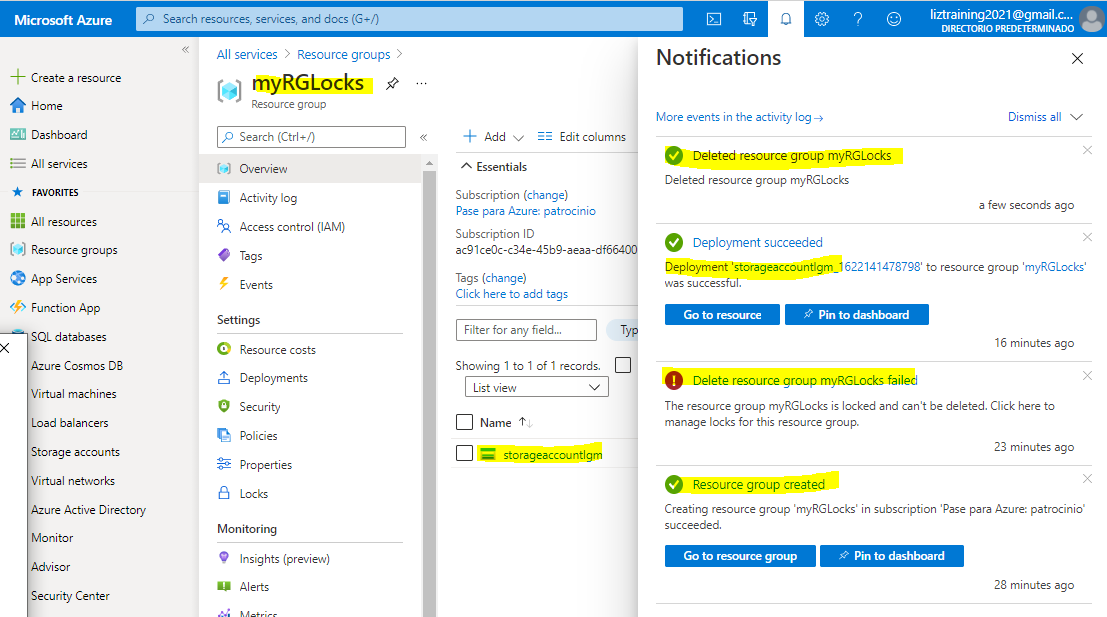 Microsoft Azure
Search resources, services, and docs (G+/)
liztraining2021@gmail.c...
DIRECTORIO PREDETERMINADO
«
Create a resource
Home
Dashboard
All services
FAVORITES
All resources
Resource groups
App Services
Function App
SQL databases
Azure Cosmos DB
Virtual machines
Load balancers
Storage accounts
Virtual networks
Azure Active Directory
Monitor
Advisor
Security Center
All services > Resource groups >
myRGLocks
Resource group
Search (Ctrl+/)
«
Overview
Activity log
Access control (IAM)
Tags
Events
Settings
Resource costs
Deployments
Security
Policies
Properties
Locks
Monitoring
Insights (preview)
Alerts
Metrics
Add
Edit columns
Essentials
Subscription (change)
Pase para Azure: patrocinio
Subscription ID
ac91ce0c-c34e-45b9-aeaa-df66400
Tags (change)
Click here to add tags
Filter for any field...
Typ
Showing 1 to 1 of 1 records.
List view
Name ↑↓
storageaccountlgm
Notifications
More events in the activity log →
Dismiss all
Deleted resource group myRGLocks
Deleted resource group myRGLocks
a few seconds ago
Deployment succeeded
Deployment 'storageaccountlgm_1622141478798' to resource group 'myRGLocks'
was successful.
Go to resource
Pin to dashboard
16 minutes ago
Delete resource group myRGLocks failed
The resource group myRGLocks is locked and can't be deleted. Click here to
manage locks for this resource group.
23 minutes ago
Resource group created
Creating resource group 'myRGLocks' in subscription 'Pase para Azure: patrocinio'
succeeded.
Go to resource group
Pin to dashboard
28 minutes ago